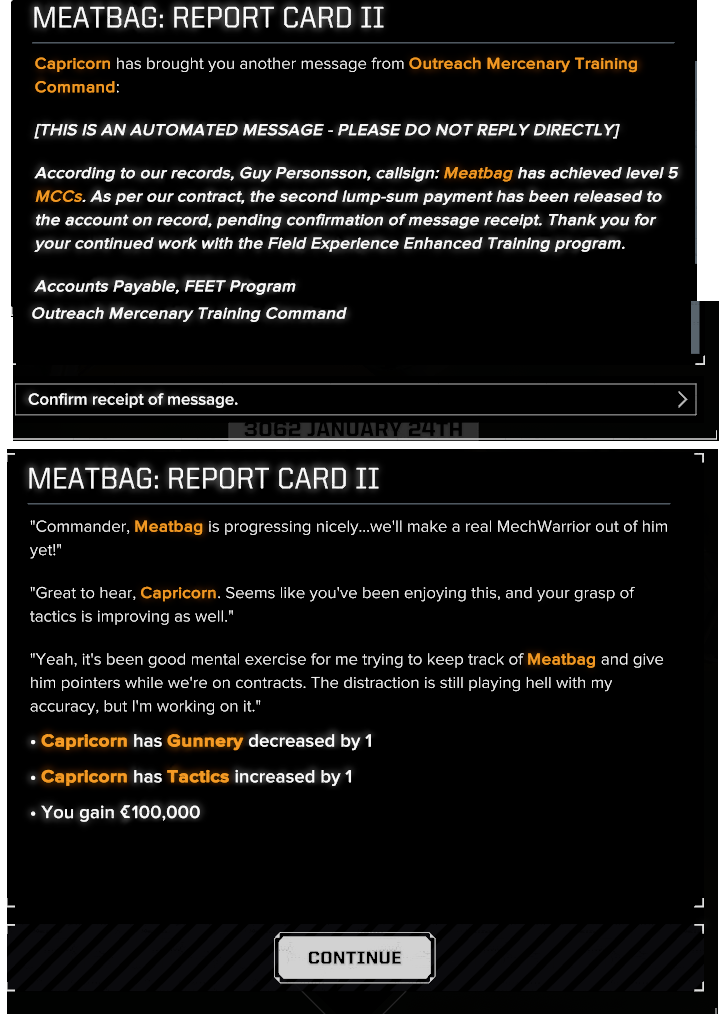 MEATBAG: REPORT CARD II
Capricorn has brought you another message from Outreach Mercenary Training
Command:
[THIS IS AN AUTOMATED MESSAGE - PLEASE DO NOT REPLY DIRECTLY]
According to our records, Guy Personsson, callsign: Meatbag has achieved level 5
MCCs. As per our contract, the second lump-sum payment has been released to
the account on record, pending confirmation of message receipt. Thank you for
your continued work with the Field Experience Enhanced Training program.
Accounts Payable, FEET Program
Outreach Mercenary Training Command
Confirm receipt of message.
3062 JANUARY 24TH
MEATBAG: REPORT CARD II
"Commander, Meatbag is progressing nicely...we'll make a real MechWarrior out of him
yet!"
"Great to hear, Capricorn. Seems like you've been enjoying this, and your grasp of
tactics is improving as well."
"Yeah, it's been good mental exercise for me trying to keep track of Meatbag and give
him pointers while we're on contracts. The distraction is still playing hell with my
accuracy, but I'm working on it."
• Capricorn has Gunnery decreased by 1
• Capricorn has Tactics increased by 1
• You gain ₡100,000
CONTINUE